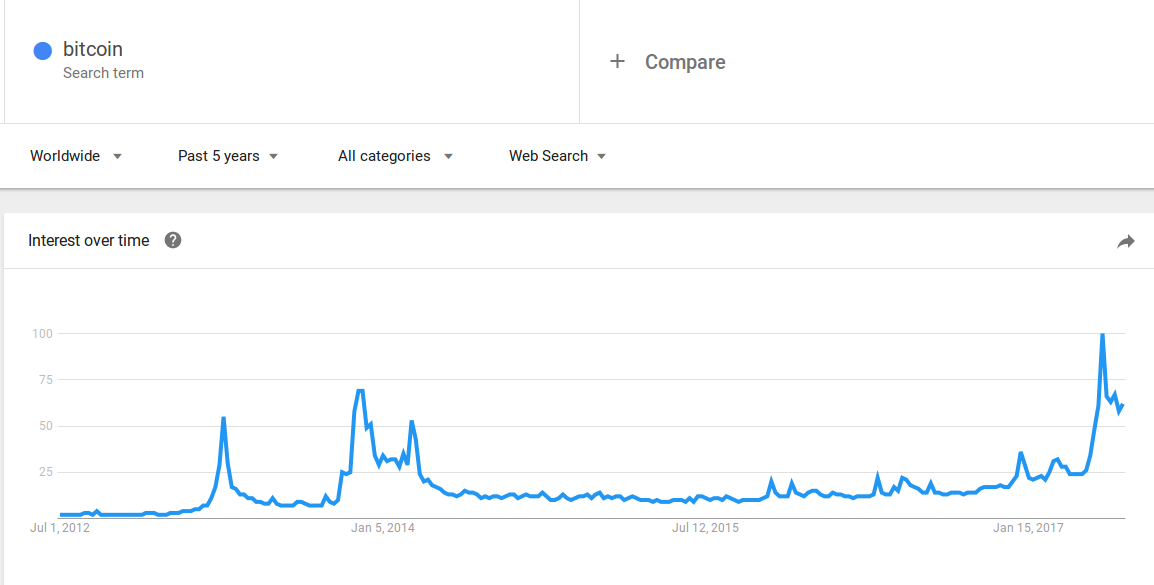 bitcoin
Search term
+ Compare
Worldwide Past 5 years All categories Web Search
Interest over time ?
100
75
50
25
Jul 1, 2012 Jan 5, 2014 Jul 12, 2015 Jan 15, 2017